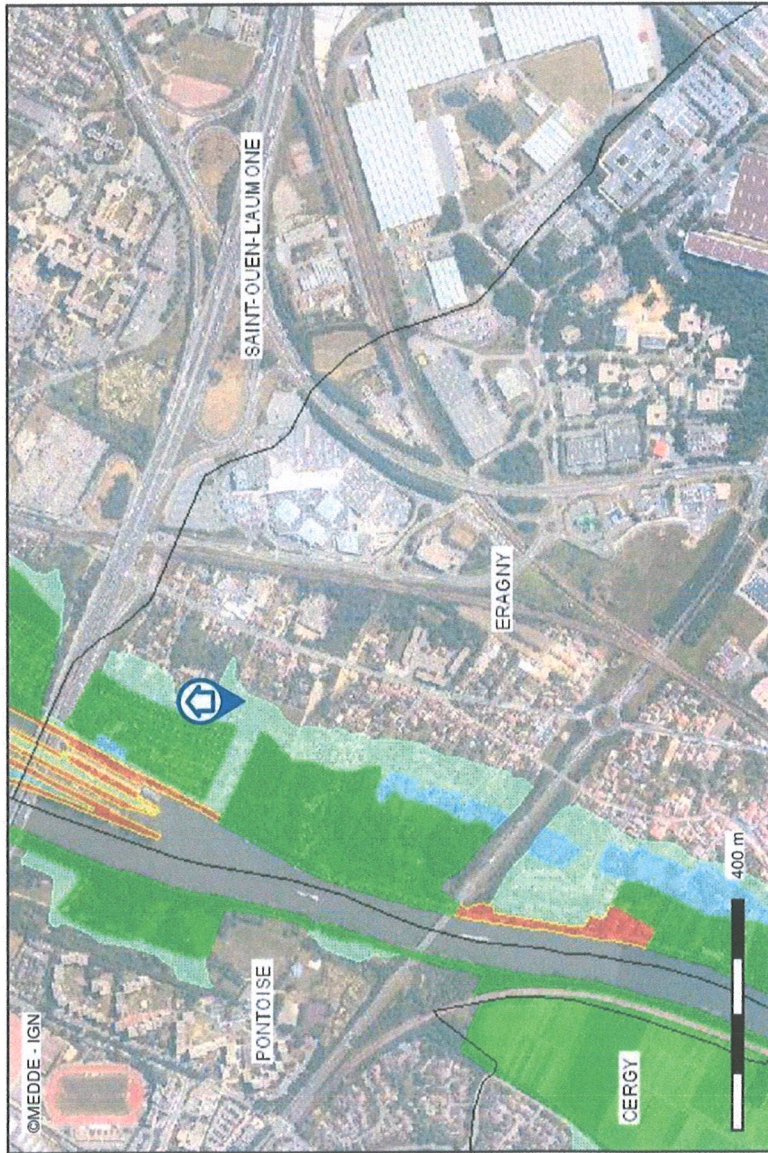 ©MEDDE - IGN
PONTOISE
CERGY
SAINT-OUEN-L'AUMONE
ERAGNY
400 m